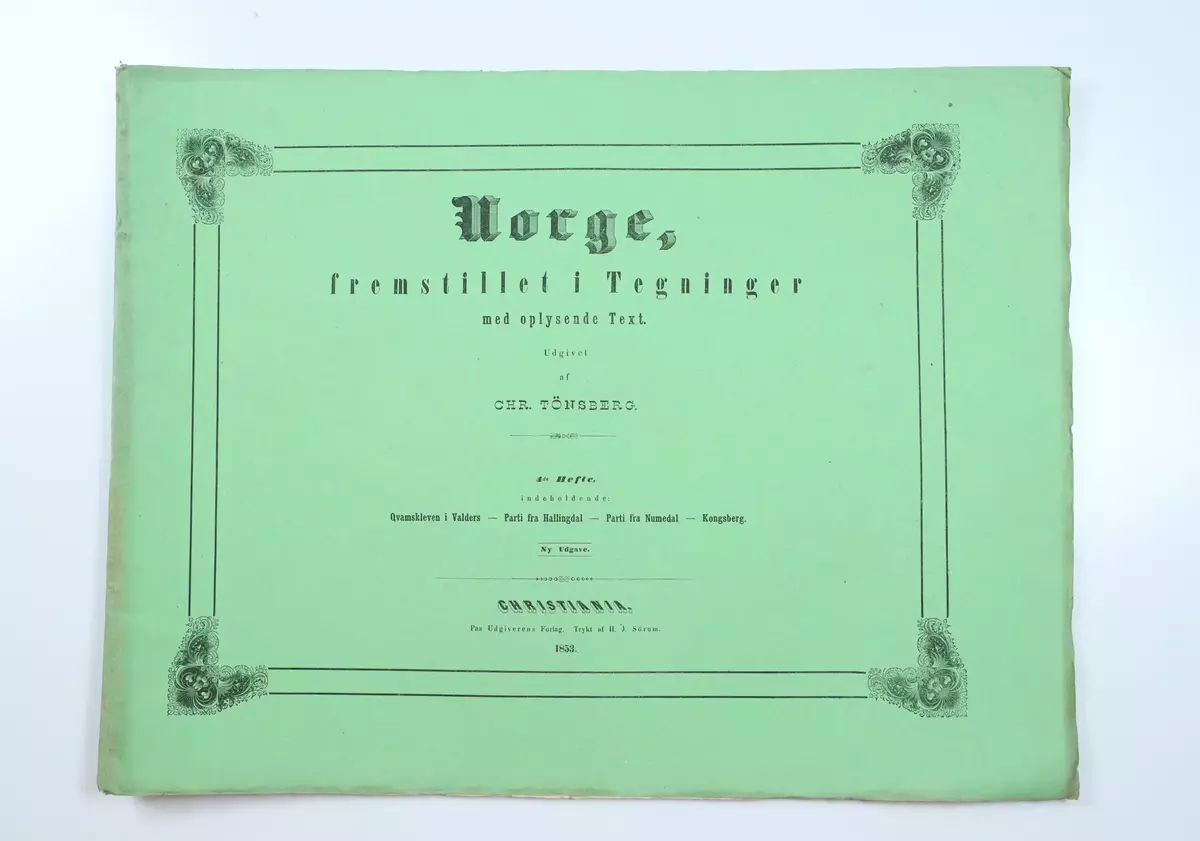 Norge,
fremstillet i Tegninger
med oplysende Text.
Udgivet
af
CHR. TÖNSBERG.
4de Hefte,
indeholdende:
Qvamskleven i Valders — Parti fra Hallingdal — Parti fra Numedal — Kongsberg.
Ny Udgave.
CHRISTIANIA.
Paa Udgiverens Forlag. Trykt af H. J. Sörum.
1853.